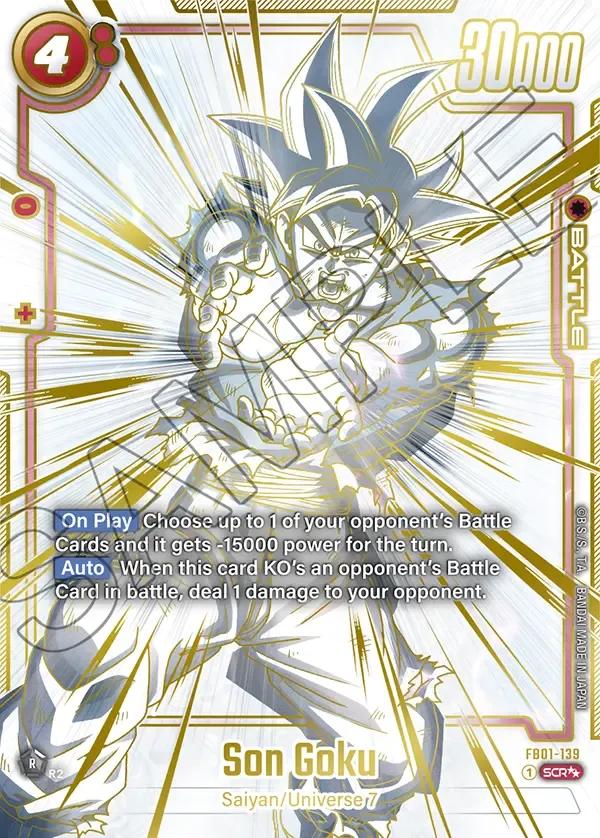 4
30000
0
+
BATTLE
SAMPLE
On Play Choose up to 1 of your opponent's Battle
Cards and it gets -15000 power for the turn.
Auto When this card KO's an opponent's Battle
Card in battle, deal 1 damage to your opponent.
©B.S./S., T.A. BANDAI MADE IN JAPAN
Son Goku
Saiyan/Universe 7
FB01-139
1 SCR★★
R
R2